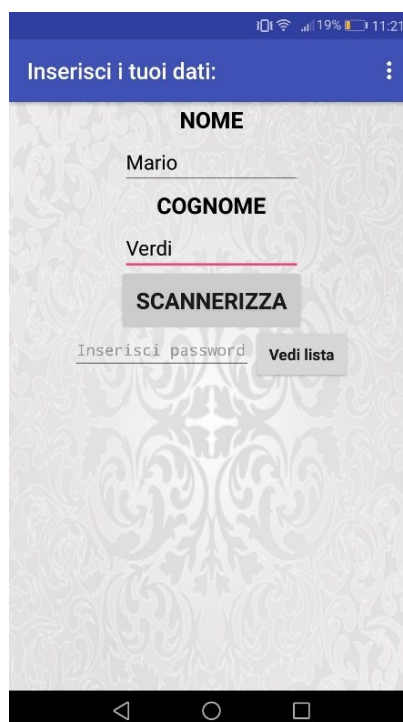 19% 11:21
Inserisci i tuoi dati:
NOME
Mario
COGNOME
Verdi
SCANNERIZZA
Inserisci password Vedi lista